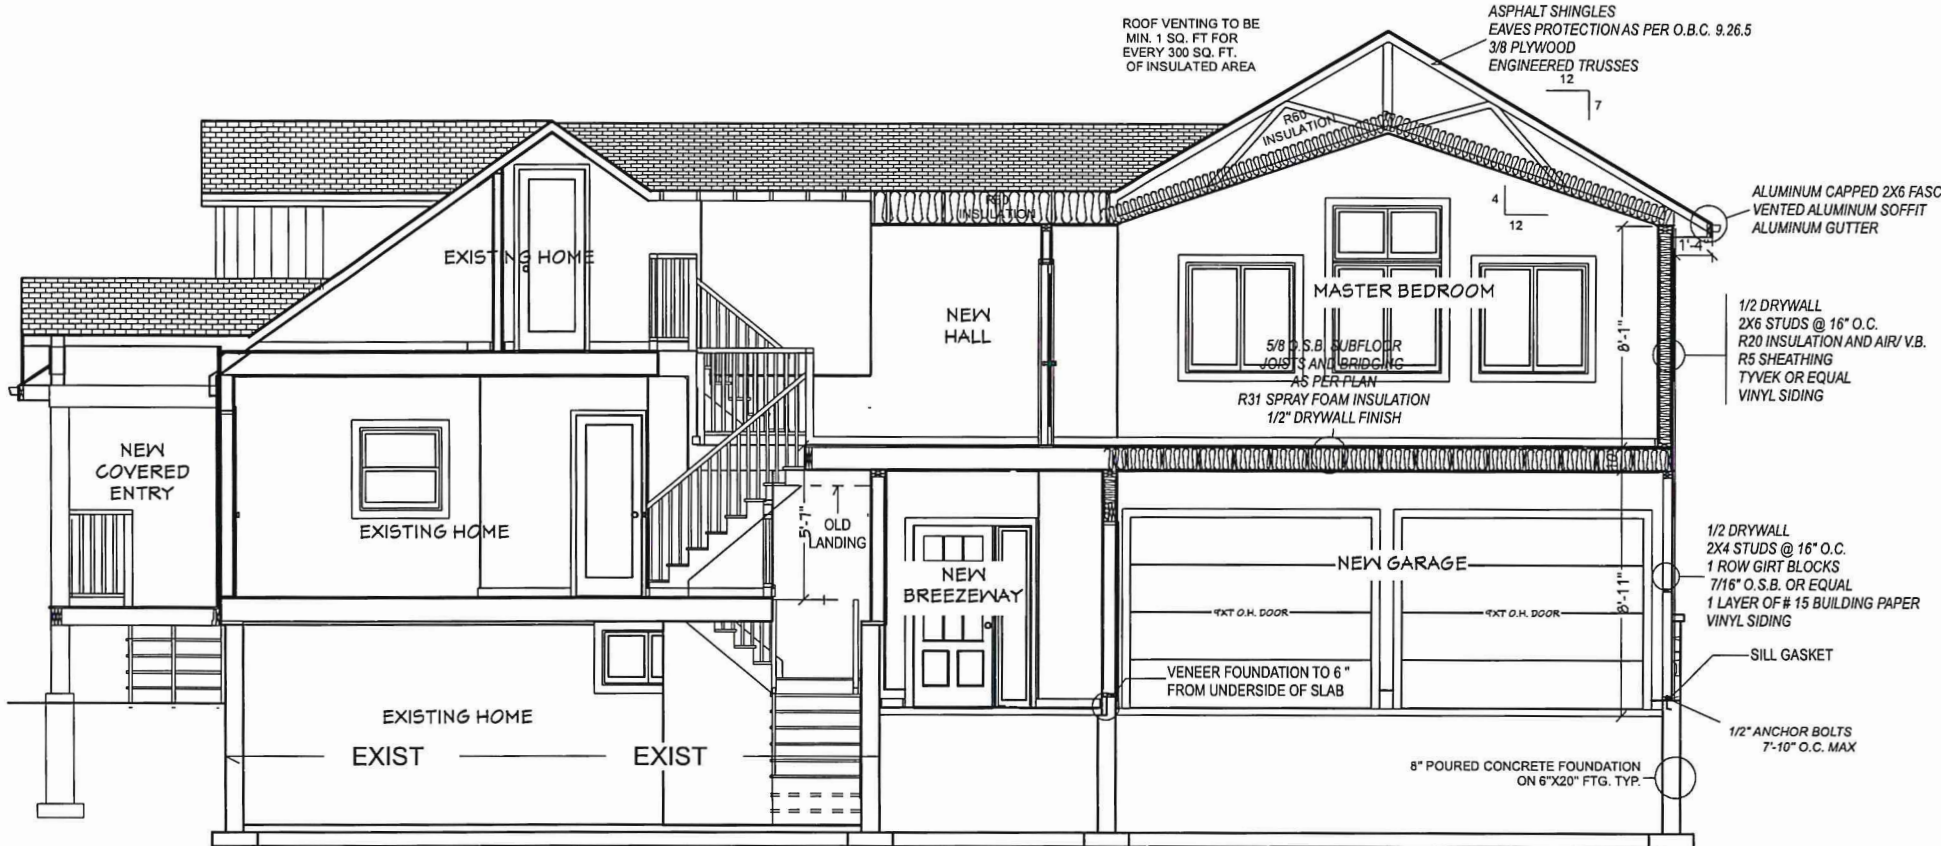 ROOF VENTING TO BE
MIN. 1 SQ. FT FOR
EVERY 300 SQ. FT.
OF INSULATED AREA
ASPHALT SHINGLES
EAVES PROTECTION AS PER O.B.C. 9.26.5
3/8 PLYWOOD
ENGINEERED TRUSSES
12
7
R60
INSULATION
R60
INSULATION
4
12
ALUMINUM CAPPED 2X6 FASC
VENTED ALUMINUM SOFFIT
ALUMINUM GUTTER
1'-4"
EXISTING HOME
NEW
HALL
MASTER BEDROOM
8'-1"
1/2 DRYWALL
2X6 STUDS @ 16" O.C.
R20 INSULATION AND AIR/ V.B.
R5 SHEATHING
TYVEK OR EQUAL
VINYL SIDING
5/8 O.S.B. SUBFLOOR
JOISTS AND BRIDGING
AS PER PLAN
R31 SPRAY FOAM INSULATION
1/2" DRYWALL FINISH
NEW
COVERED
ENTRY
EXISTING HOME
5'-7"
OLD
LANDING
NEW
BREEZEWAY
NEW GARAGE
9X7 O.H. DOOR
9X7 O.H. DOOR
8'-11"
1/2 DRYWALL
2X4 STUDS @ 16" O.C.
1 ROW GIRT BLOCKS
7/16" O.S.B. OR EQUAL
1 LAYER OF # 15 BUILDING PAPER
VINYL SIDING
SILL GASKET
VENEER FOUNDATION TO 6 "
FROM UNDERSIDE OF SLAB
EXISTING HOME
EXIST
EXIST
1/2" ANCHOR BOLTS
7'-10" O.C. MAX
8" POURED CONCRETE FOUNDATION
ON 6"X20" FTG. TYP.